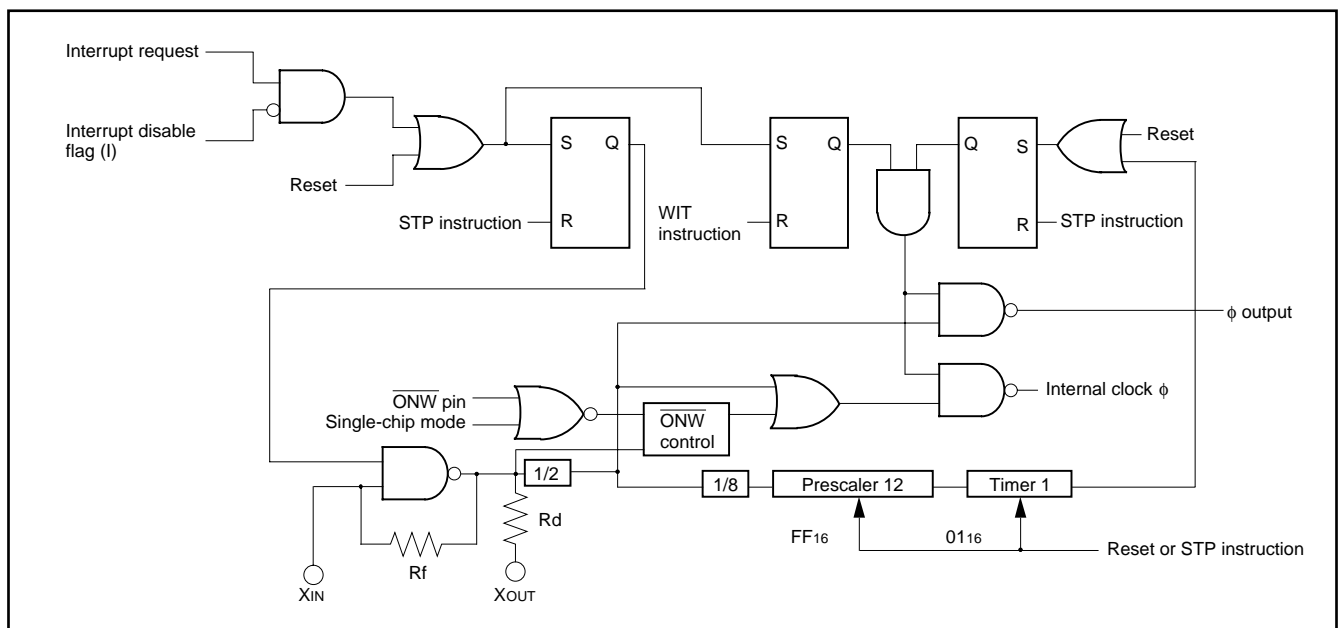 Interrupt request
Interrupt disable
flag (I)
Reset
S Q
STP instruction
R
S Q
WIT
instruction
R
Q S
Reset
R
STP instruction
ϕ output
Internal clock ϕ
O̅N̅W̅ pin
Single-chip mode
O̅N̅W̅
control
1/2
1/8
Prescaler 12
Timer 1
Rd
Rf
FF16
0116
Reset or STP instruction
XIN
XOUT